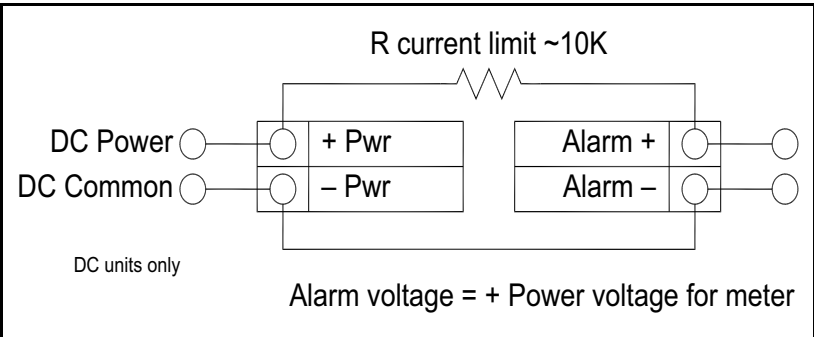 R current limit ~10K
DC Power + Pwr Alarm +
DC Common – Pwr Alarm –
DC units only
Alarm voltage = + Power voltage for meter